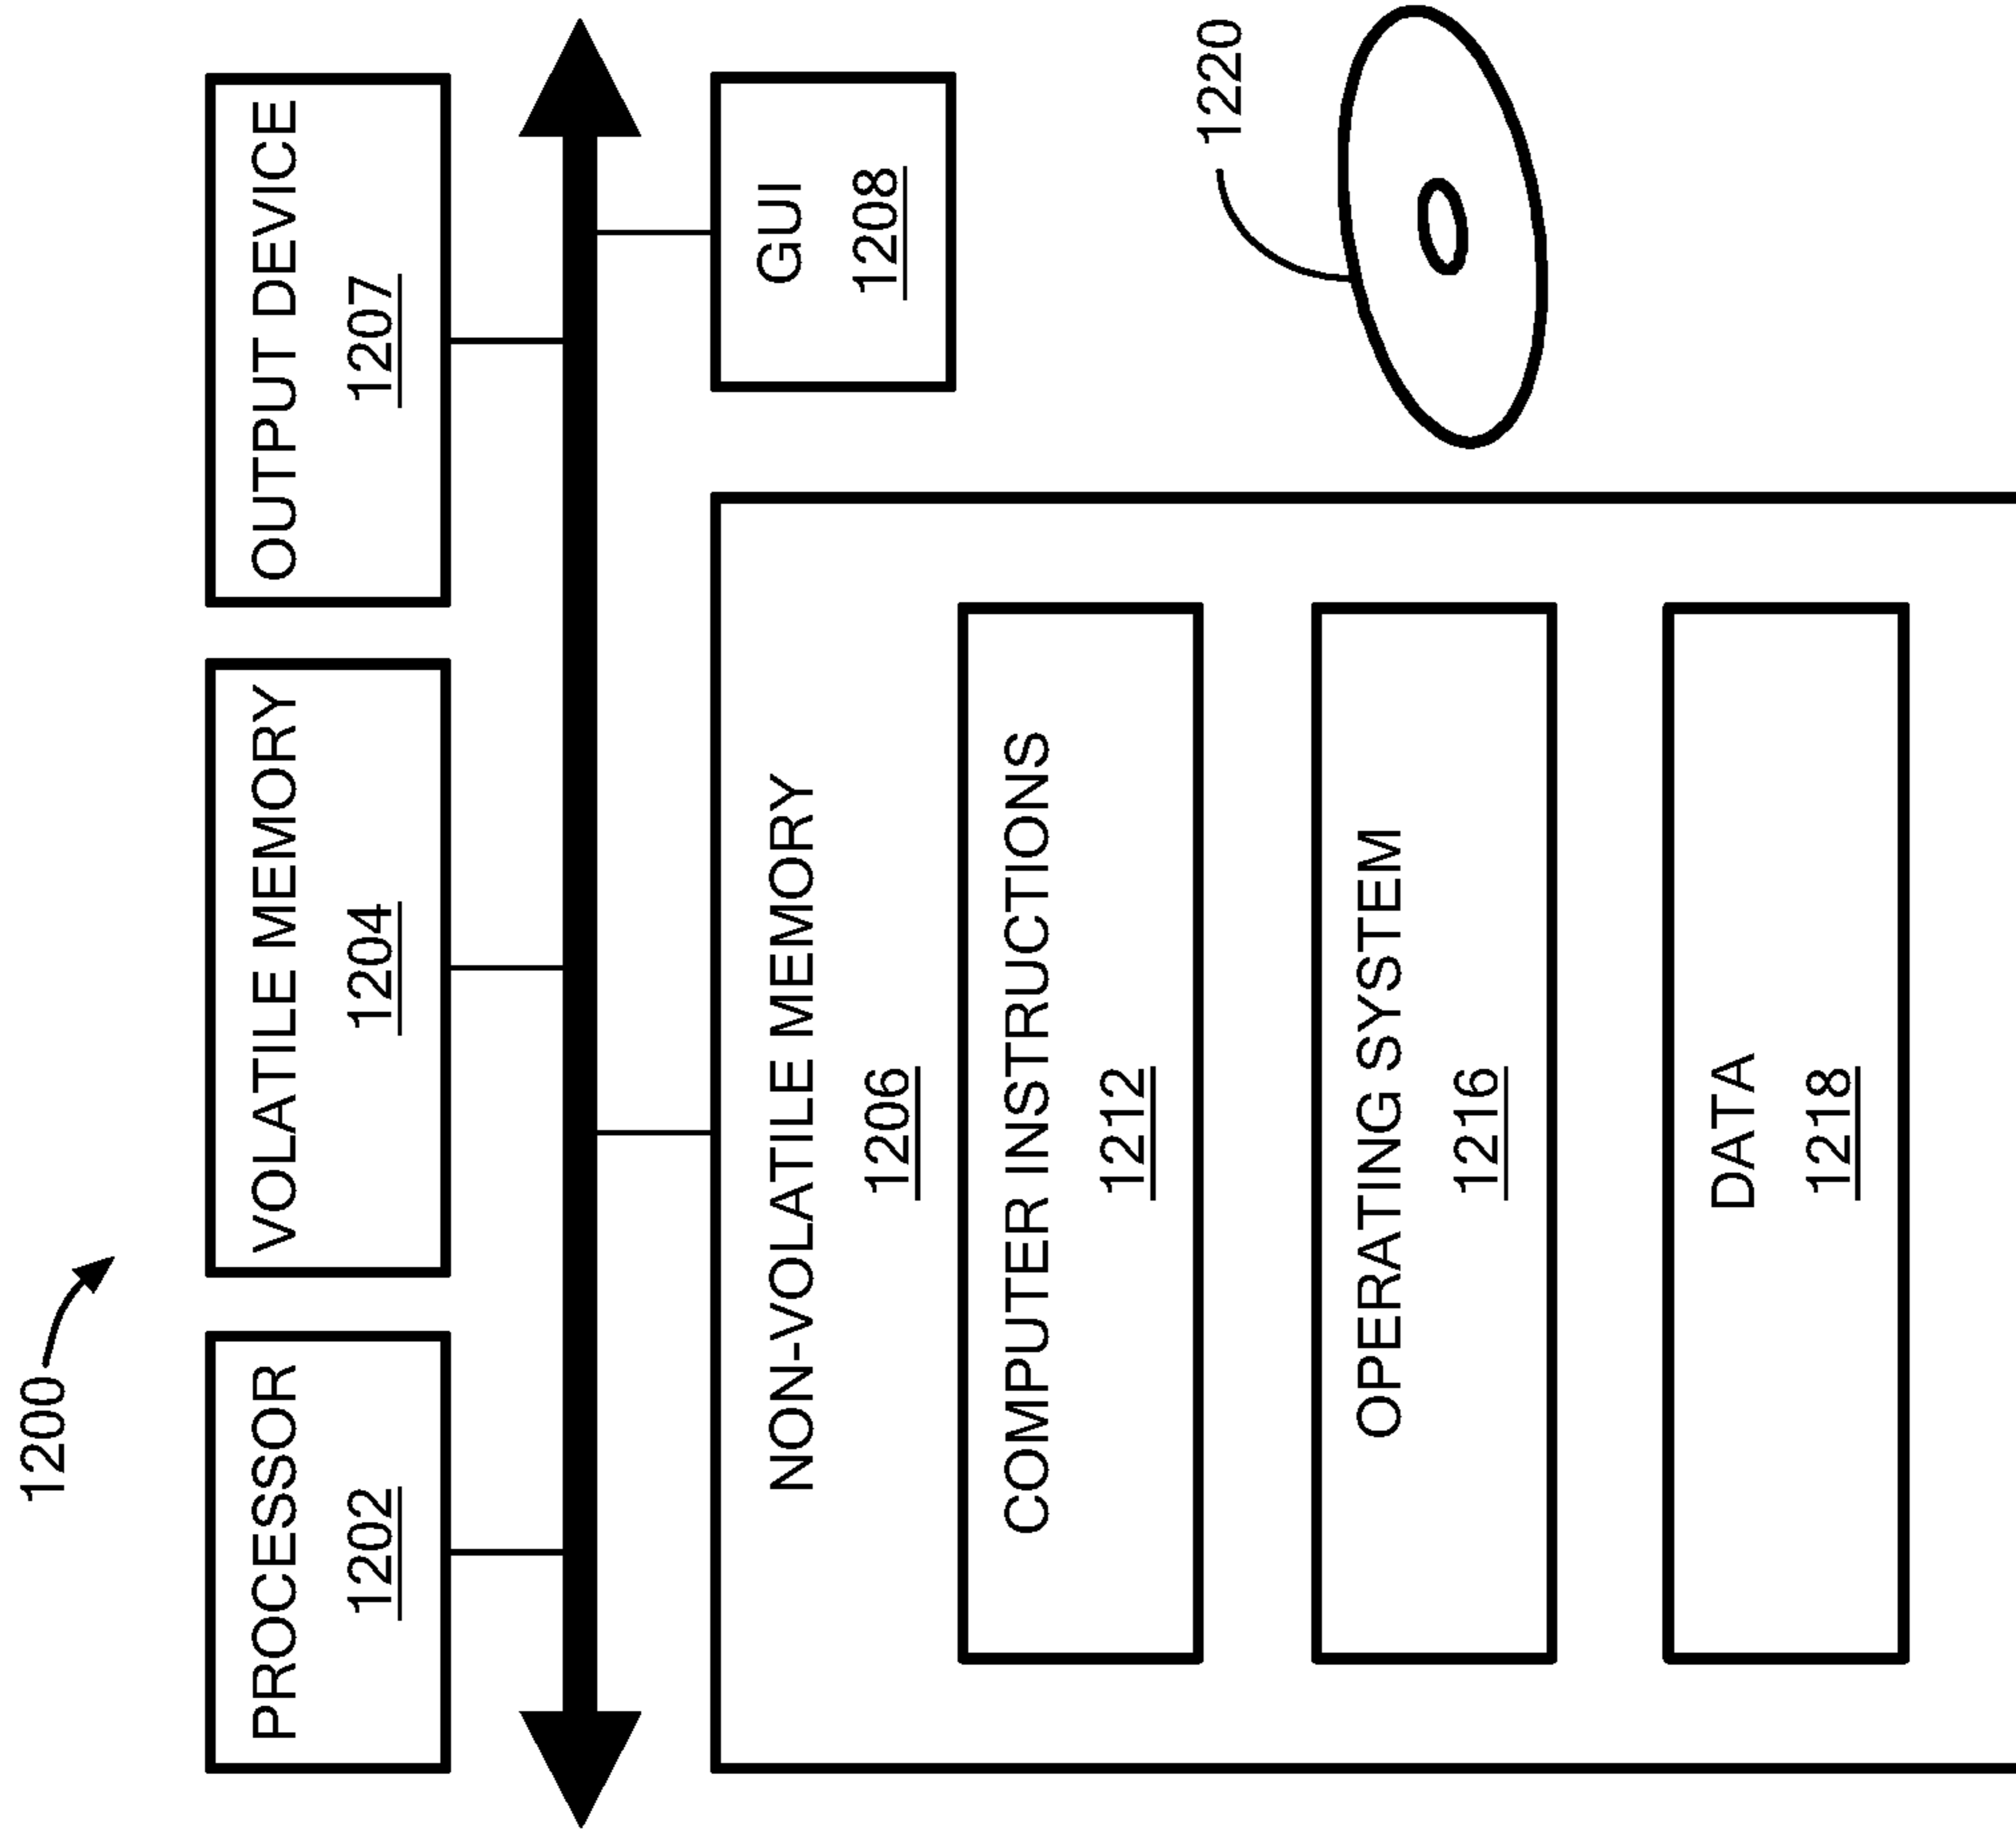 1200
PROCESSOR
1202
VOLATILE MEMORY
1204
OUTPUT DEVICE
1207
NON-VOLATILE MEMORY
1206
COMPUTER INSTRUCTIONS
1212
OPERATING SYSTEM
1216
DATA
1218
GUI
1208
1220